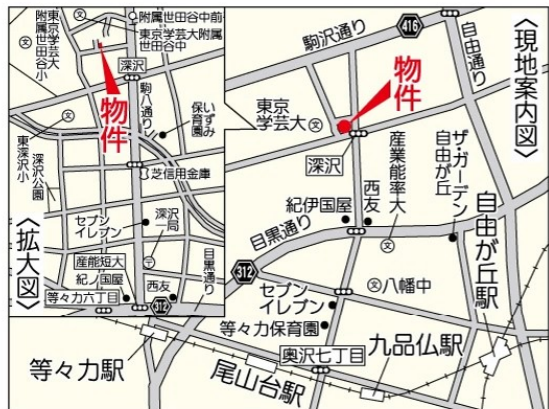 〈現地案内図〉
駒沢通り
416
自由通り
物件
東京
学芸大
深沢
産業能率大
ザ・ガーデン
自由が丘
自由が丘駅
紀伊国屋
西友
目黒通り
312
八幡中
セブン
イレブン
等々力保育園
奥沢七丁目
九品仏駅
尾山台駅
等々力駅
〈拡大図〉
東京学芸大
附属世田谷小
附属世田谷中前
東京学芸大附属
世田谷中
深沢
物件
駒八通り
いずみ
保育園
東深沢小
深沢公園
芝信用金庫
セブン
イレブン
深沢
一局
産能短大
紀ノ国屋
西友
目黒通り
等々力六丁目
312